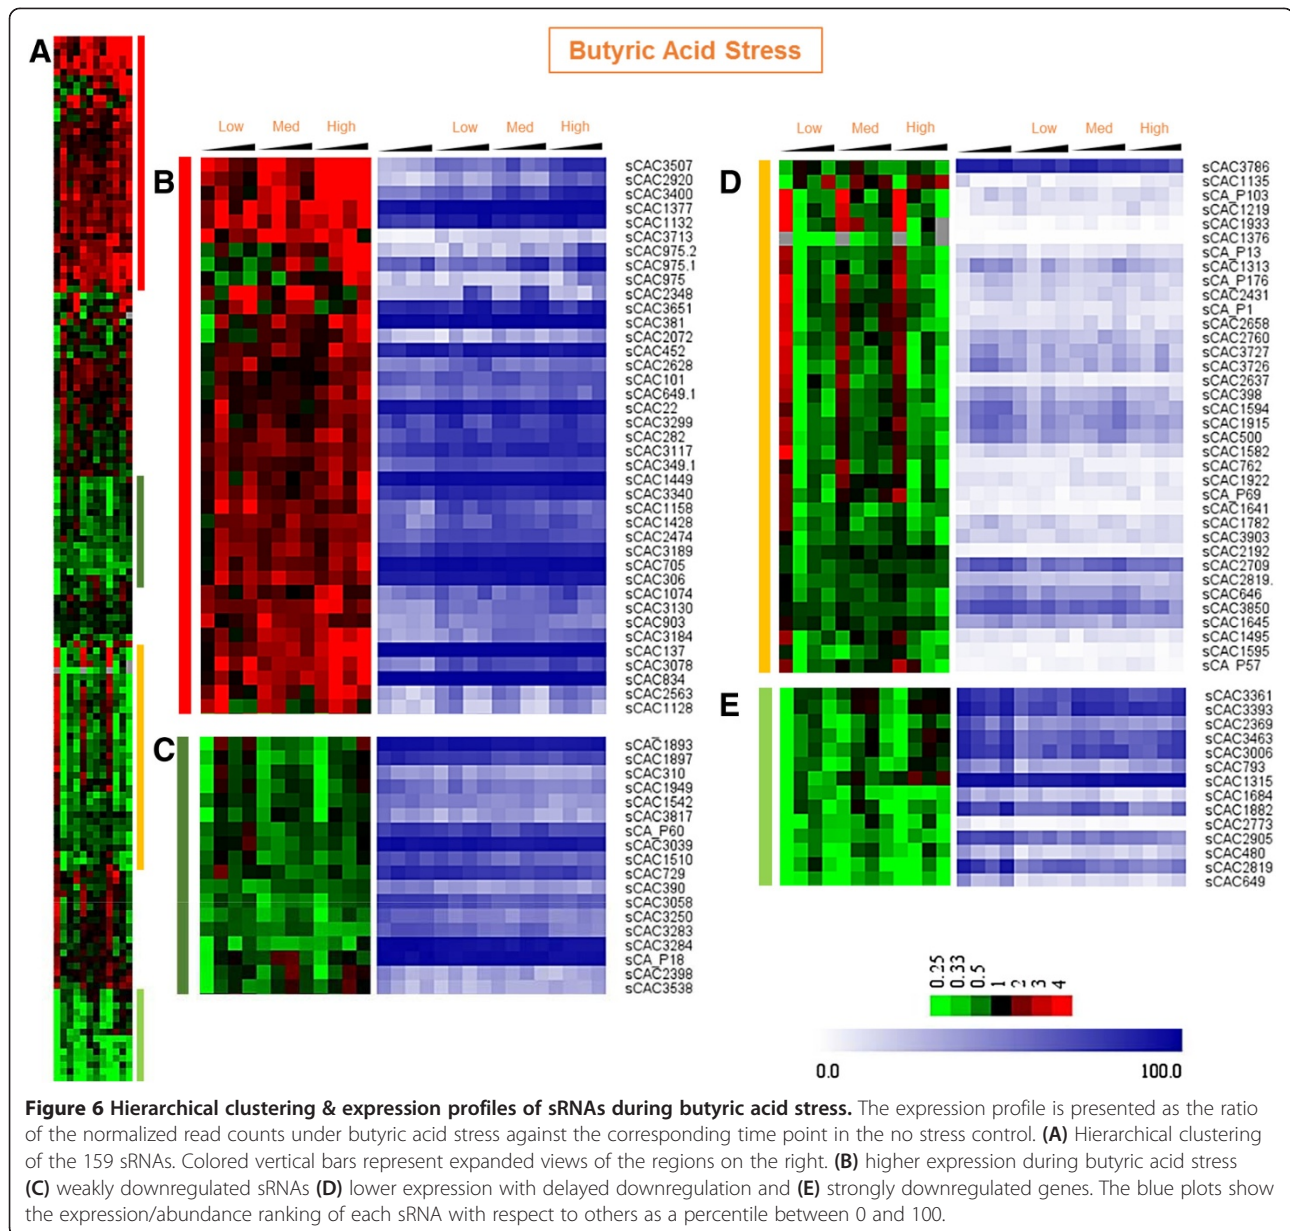 Butyric Acid Stress
A
Low Med High
Low Med High
B
sCAC3507
sCAC2920
sCAC3400
sCAC1377
sCAC1132
sCAC3713
sCAC975.2
sCAC975.1
sCAC975
sCAC2348
sCAC3651
sCAC381
sCAC2072
sCAC452
sCAC2628
sCAC101
sCAC649.1
sCAC22
sCAC3299
sCAC282
sCAC3117
sCAC349.1
sCAC1449
sCAC3340
sCAC1158
sCAC1428
sCAC2474
sCAC3189
sCAC705
sCAC306
sCAC1074
sCAC3130
sCAC903
sCAC3184
sCAC137
sCAC3078
sCAC834
sCAC2563
sCAC1128
C
sCAC1893
sCAC1897
sCAC310
sCAC1949
sCAC1542
sCAC3817
sCA_P60
sCAC3039
sCAC1510
sCAC729
sCAC390
sCAC3058
sCAC3250
sCAC3283
sCAC3284
sCA_P18
sCAC2398
sCAC3538
Low Med High
Low Med High
D
sCAC3786
sCAC1135
sCA_P103
sCAC1219
sCAC1933
sCAC1376
sCA_P13
sCAC1313
sCA_P176
sCAC2431
sCA_P1
sCAC2658
sCAC2760
sCAC3727
sCAC3726
sCAC2637
sCAC398
sCAC1594
sCAC1915
sCAC500
sCAC1582
sCAC762
sCAC1922
sCA_P69
sCAC1641
sCAC1782
sCAC3903
sCAC2192
sCAC2709
sCAC2819.
sCAC646
sCAC3850
sCAC1645
sCAC1495
sCAC1595
sCA_P57
E
sCAC3361
sCAC3393
sCAC2369
sCAC3463
sCAC3006
sCAC793
sCAC1315
sCAC1684
sCAC1882
sCAC2773
sCAC2905
sCAC480
sCAC2819
sCAC649
0.25 0.33 0.5 1 2 3 4
0.0 100.0
Figure 6 Hierarchical clustering & expression profiles of sRNAs during butyric acid stress. The expression profile is presented as the ratio
of the normalized read counts under butyric acid stress against the corresponding time point in the no stress control. (A) Hierarchical clustering
of the 159 sRNAs. Colored vertical bars represent expanded views of the regions on the right. (B) higher expression during butyric acid stress
(C) weakly downregulated sRNAs (D) lower expression with delayed downregulation and (E) strongly downregulated genes. The blue plots show
the expression/abundance ranking of each sRNA with respect to others as a percentile between 0 and 100.